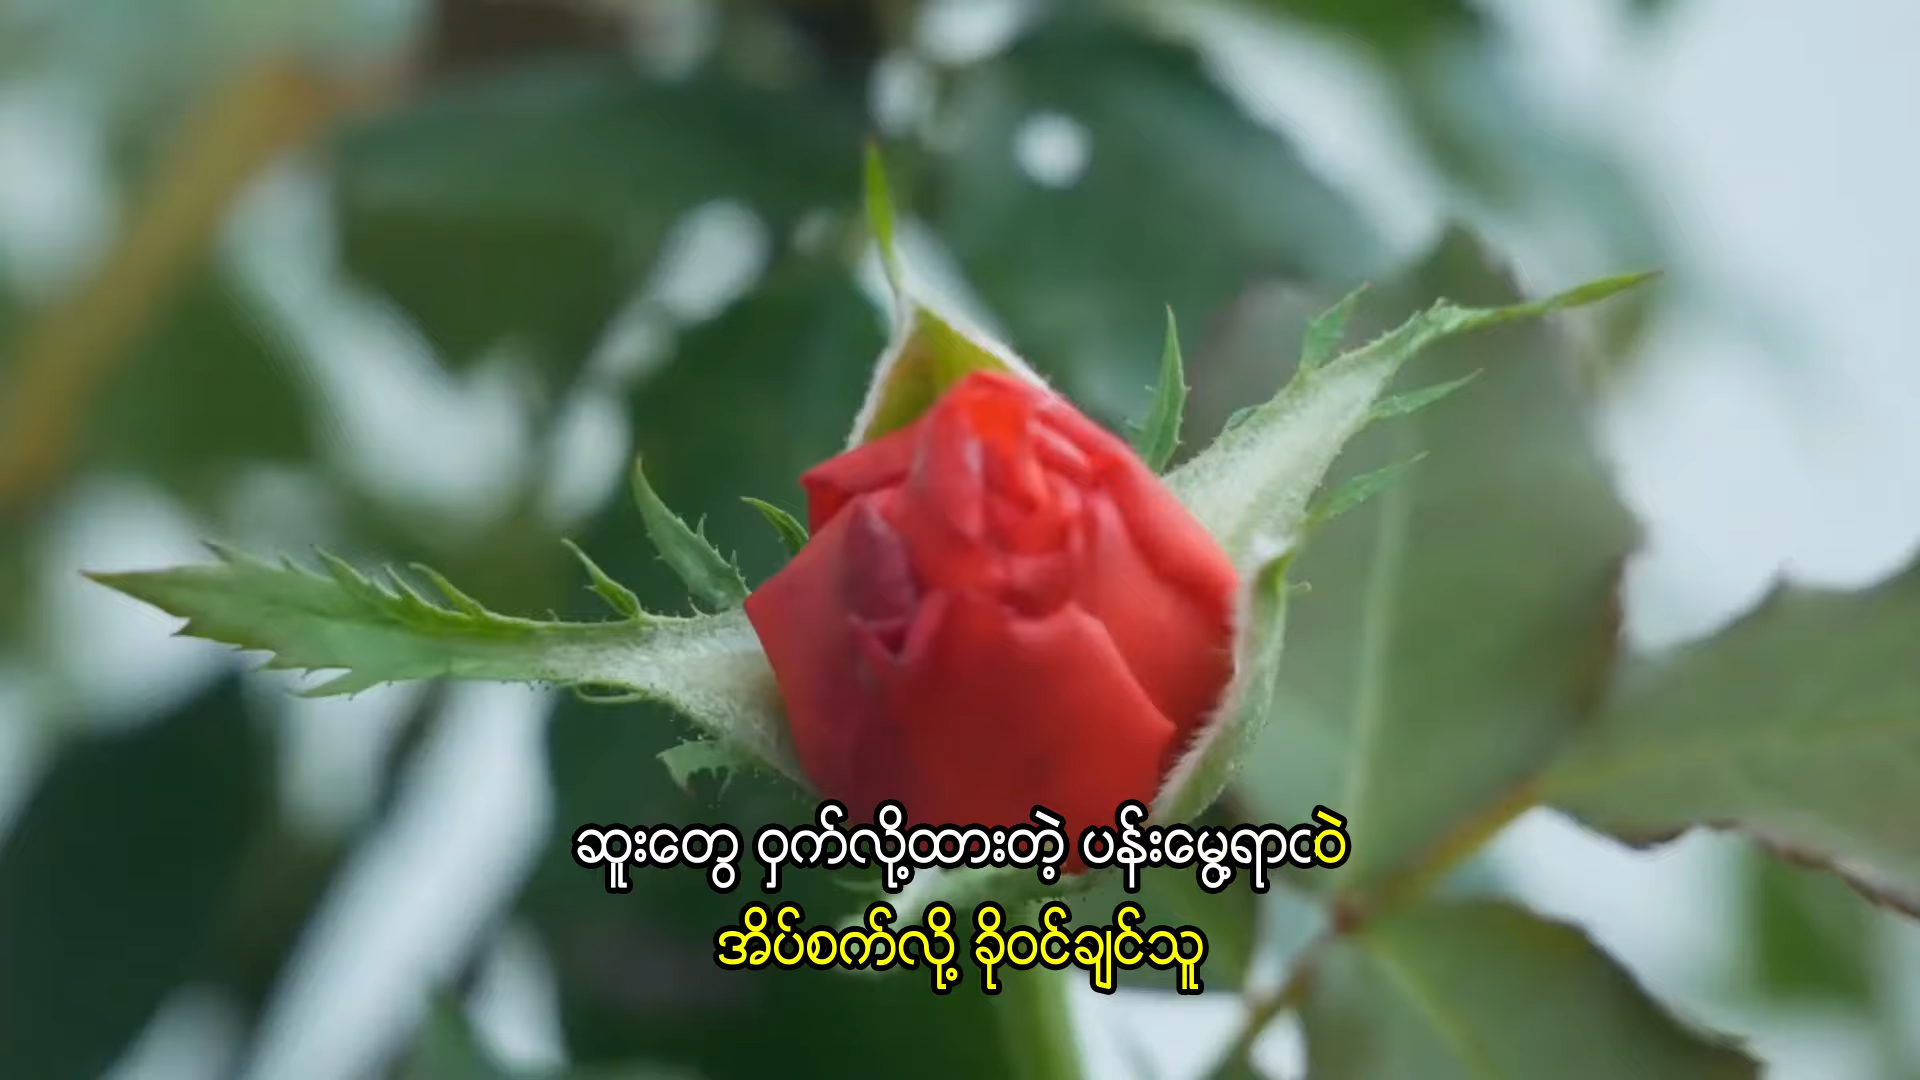 ဆူးတွေ ဝှက်လို့ထားတဲ့ ပန်းမွေ့ရာငဝဲ
အိပ်စက်လို့ ခိုဝင်ချင်သူ